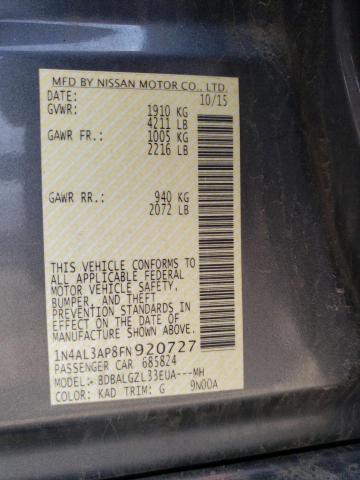 MFD BY NISSAN MOTOR CO., LTD.
DATE: 10/15
GVWR: 1910 KG
4211 LB
GAWR FR: 1005 KG
2216 LB
GAWR RR: 940 KG
2072 LB
THIS VEHICLE CONFORMS TO
ALL APPLICABLE FEDERAL
MOTOR VEHICLE SAFETY,
BUMPER, AND THEFT
PREVENTION STANDARDS IN
EFFECT ON THE DATE OF
MANUFACTURE SHOWN ABOVE.
1N4AL3AP8FN920727
PASSENGER CAR 685824
MODEL: BDBALGZL33EUA---MH
COLOR: KAD TRIM: G 9N00A